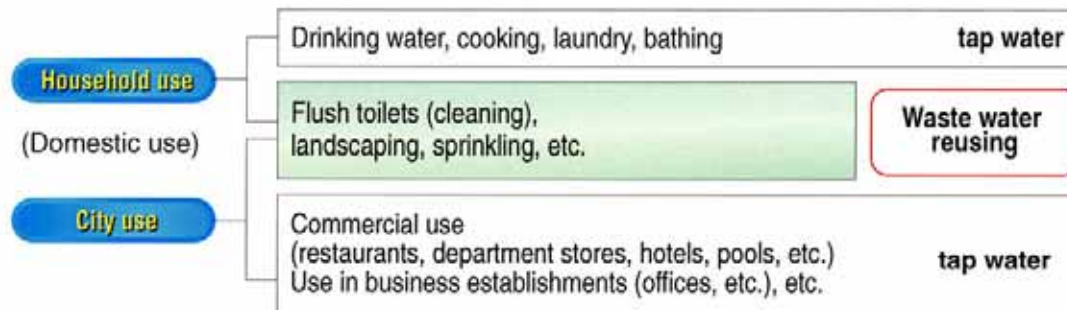 Household use
(Domestic use)
City use
Drinking water, cooking, laundry, bathing tap water
Flush toilets (cleaning),
landscaping, sprinkling, etc.
Waste water
reusing
Commercial use
(restaurants, department stores, hotels, pools, etc.)
Use in business establishments (offices, etc.), etc.
tap water